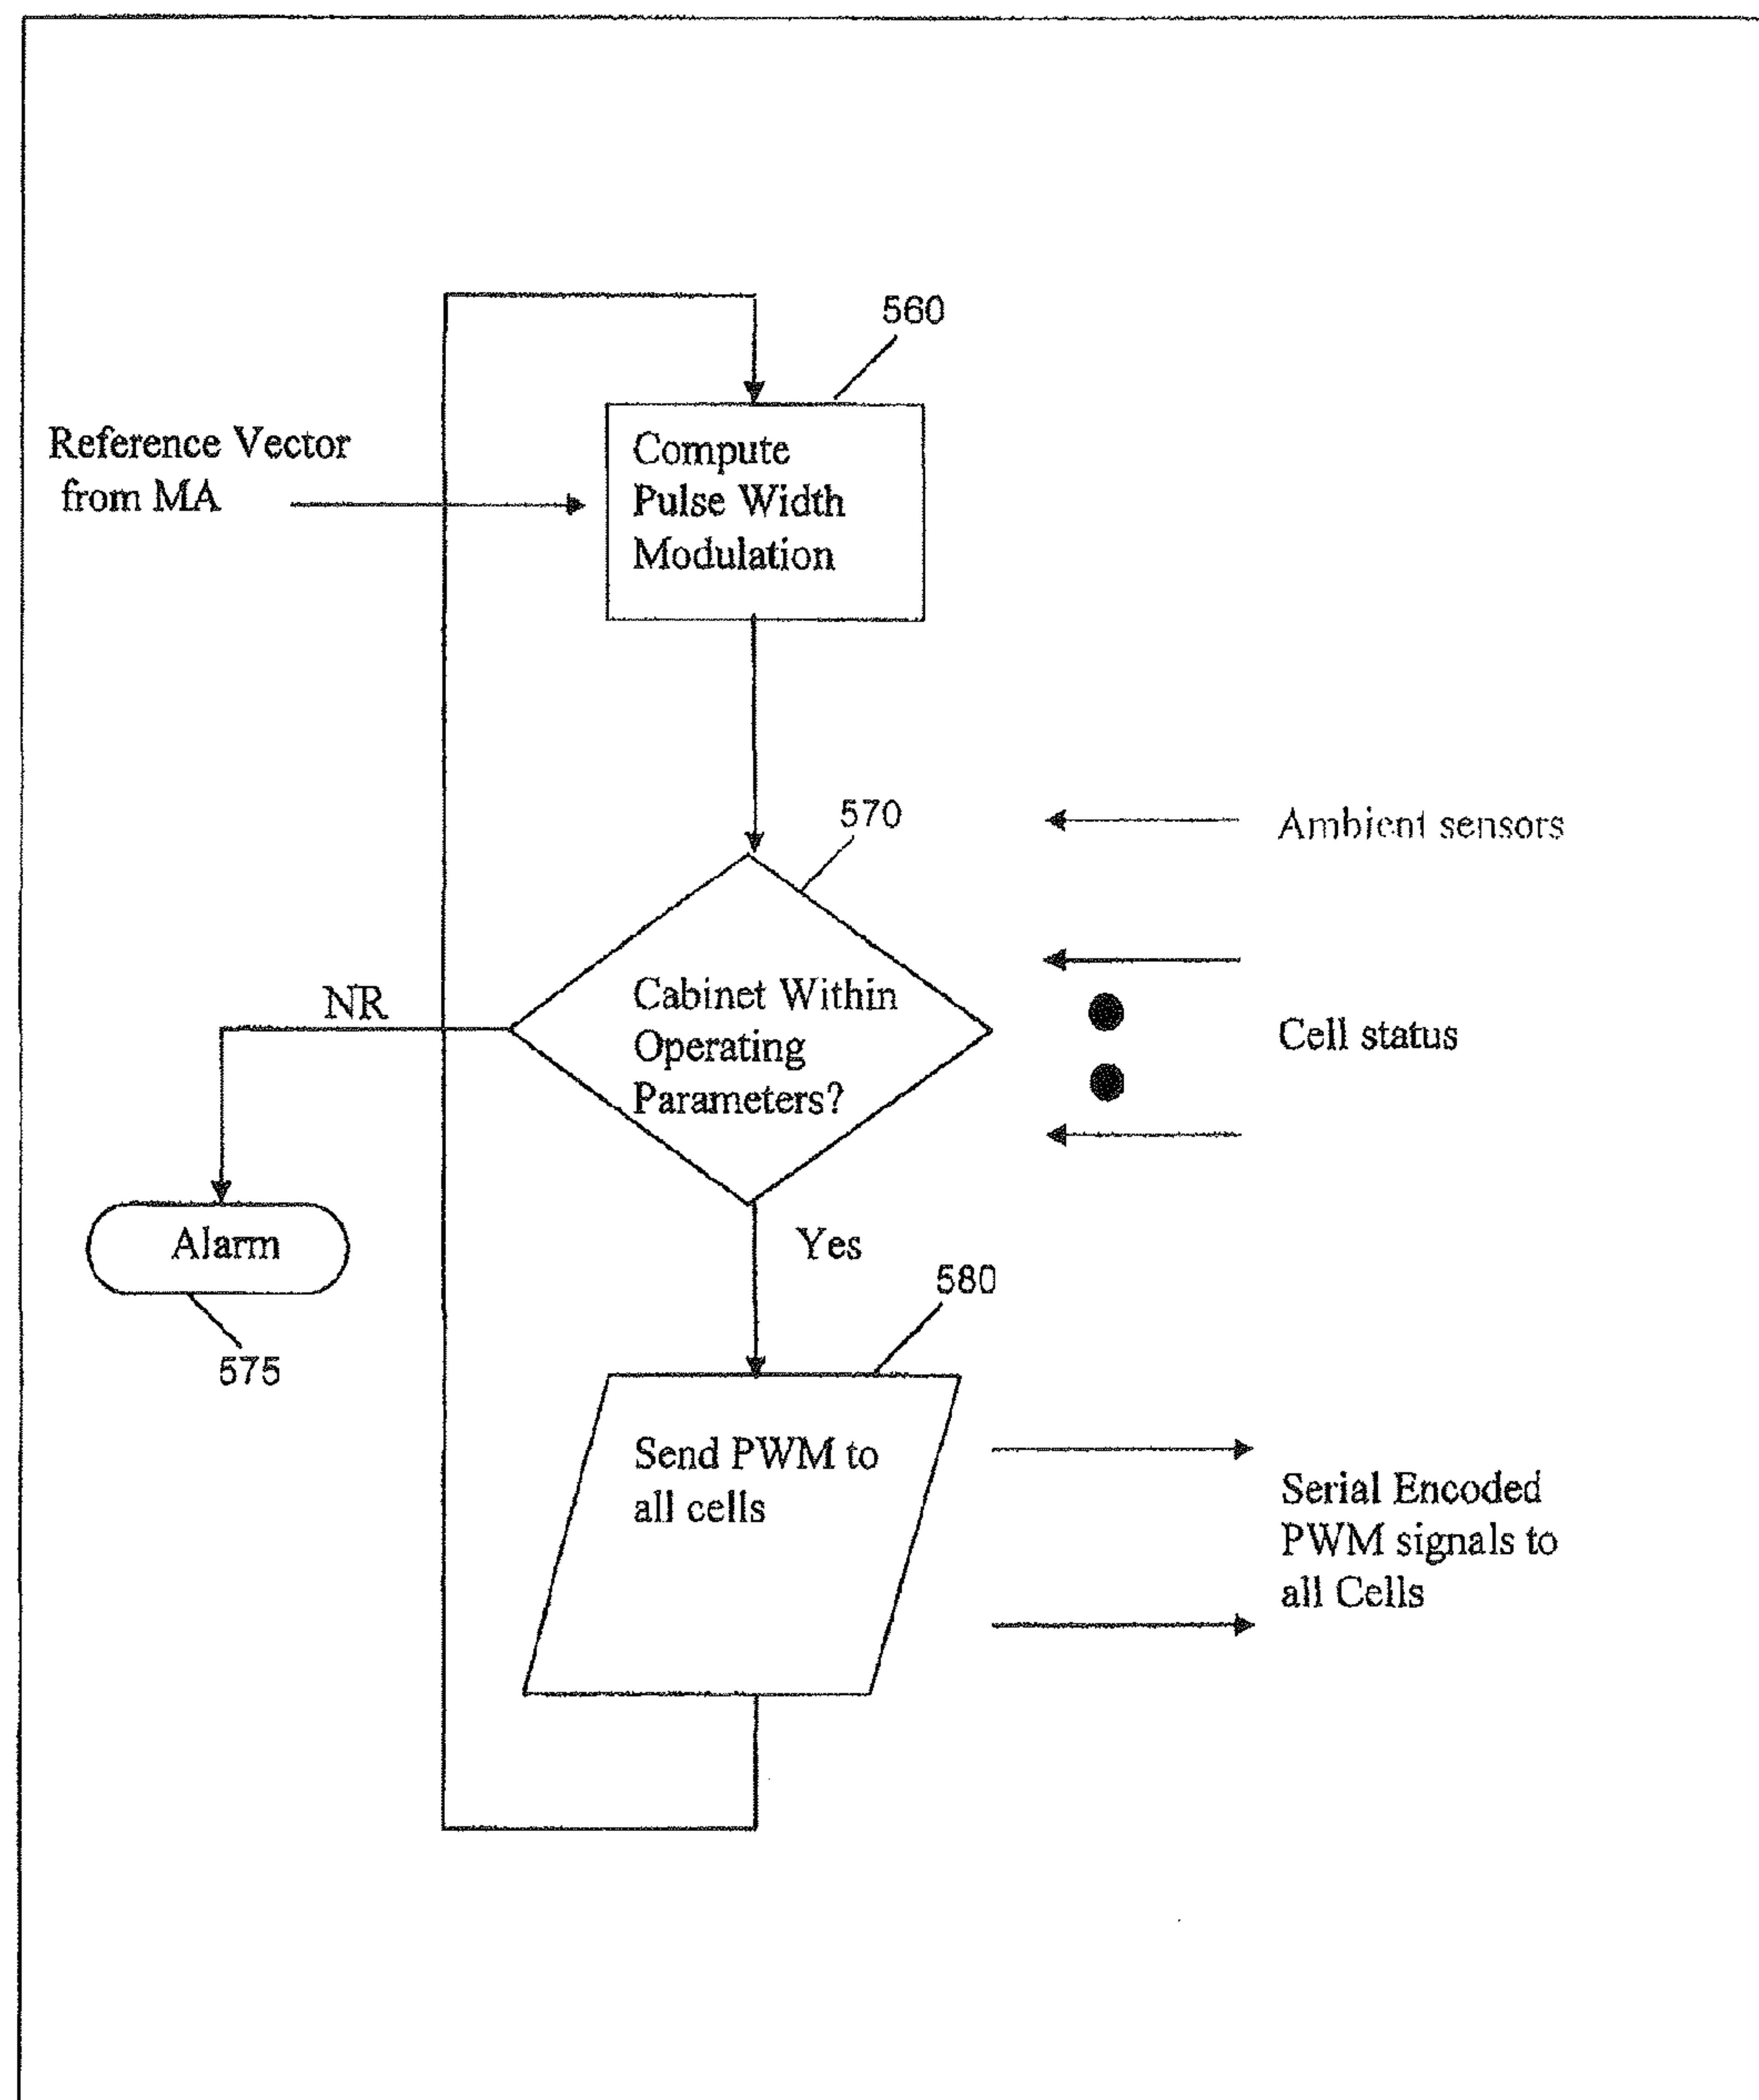 560
Reference Vector
from MA
Compute
Pulse Width
Modulation
570
Ambient sensors
NR
Cabinet Within
Operating
Parameters?
Cell status
Alarm
Yes
580
575
Send PWM to
all cells
Serial Encoded
PWM signals to
all Cells